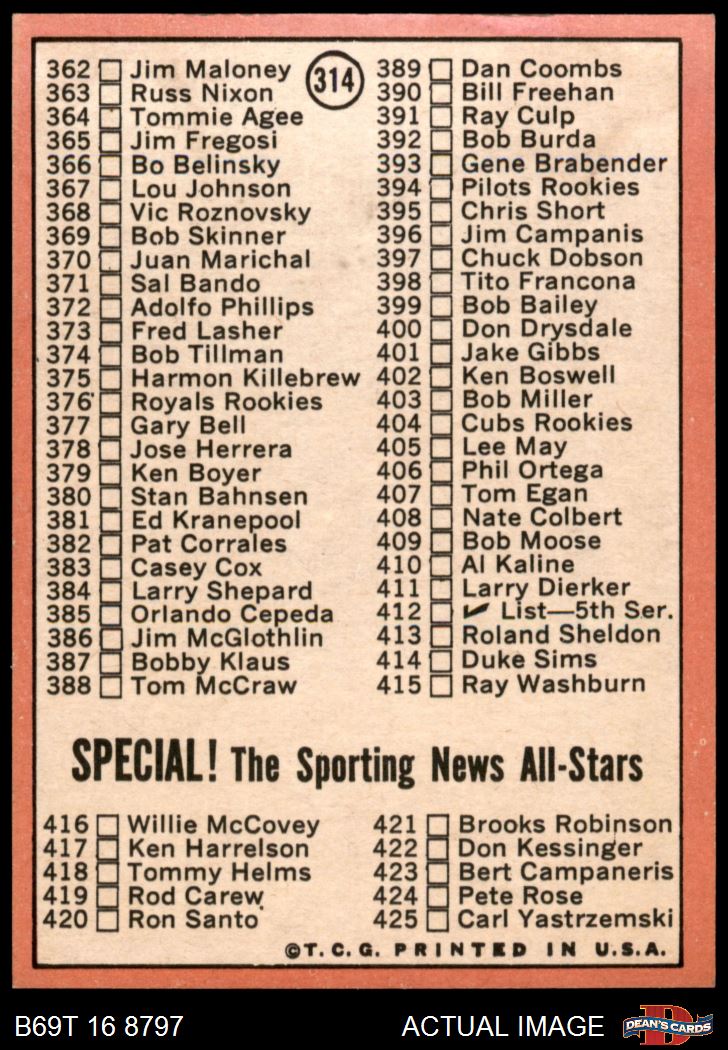 314
362 Jim Maloney
363 Russ Nixon
364 Tommie Agee
365 Jim Fregosi
366 Bo Belinsky
367 Lou Johnson
368 Vic Roznovsky
369 Bob Skinner
370 Juan Marichal
371 Sal Bando
372 Adolfo Phillips
373 Fred Lasher
374 Bob Tillman
375 Harmon Killebrew
376 Royals Rookies
377 Gary Bell
378 Jose Herrera
379 Ken Boyer
380 Stan Bahnsen
381 Ed Kranepool
382 Pat Corrales
383 Casey Cox
384 Larry Shepard
385 Orlando Cepeda
386 Jim McGlothlin
387 Bobby Klaus
388 Tom McCraw
389 Dan Coombs
390 Bill Freehan
391 Ray Culp
392 Bob Burda
393 Gene Brabender
394 Pilots Rookies
395 Chris Short
396 Jim Campanis
397 Chuck Dobson
398 Tito Francona
399 Bob Bailey
400 Don Drysdale
401 Jake Gibbs
402 Ken Boswell
403 Bob Miller
404 Cubs Rookies
405 Lee May
406 Phil Ortega
407 Tom Egan
408 Nate Colbert
409 Bob Moose
410 Al Kaline
411 Larry Dierker
412 ✔ List—5th Ser.
413 Roland Sheldon
414 Duke Sims
415 Ray Washburn
SPECIAL! The Sporting News All-Stars
416 Willie McCovey
417 Ken Harrelson
418 Tommy Helms
419 Rod Carew
420 Ron Santo
421 Brooks Robinson
422 Don Kessinger
423 Bert Campaneris
424 Pete Rose
425 Carl Yastrzemski
©T.C.G. PRINTED IN U.S.A.
B69T 16 8797
ACTUAL IMAGE
D
DEAN'S CARDS